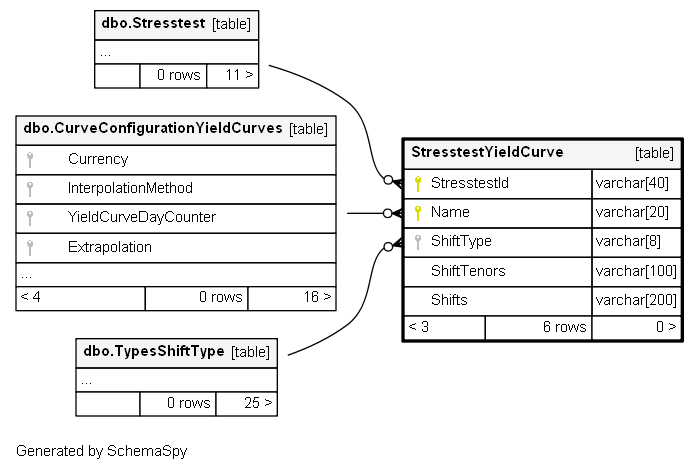 dbo.Stresstest [table]
...
0 rows 11 >
dbo.CurveConfigurationYieldCurves [table]
Currency
InterpolationMethod
YieldCurveDayCounter
Extrapolation
...
< 4 0 rows 16 >
StresstestYieldCurve [table]
StresstestId varchar[40]
Name varchar[20]
ShiftType varchar[8]
ShiftTenors varchar[100]
Shifts varchar[200]
< 3 6 rows 0 >
dbo.TypesShiftType [table]
...
0 rows 25 >
Generated by SchemaSpy